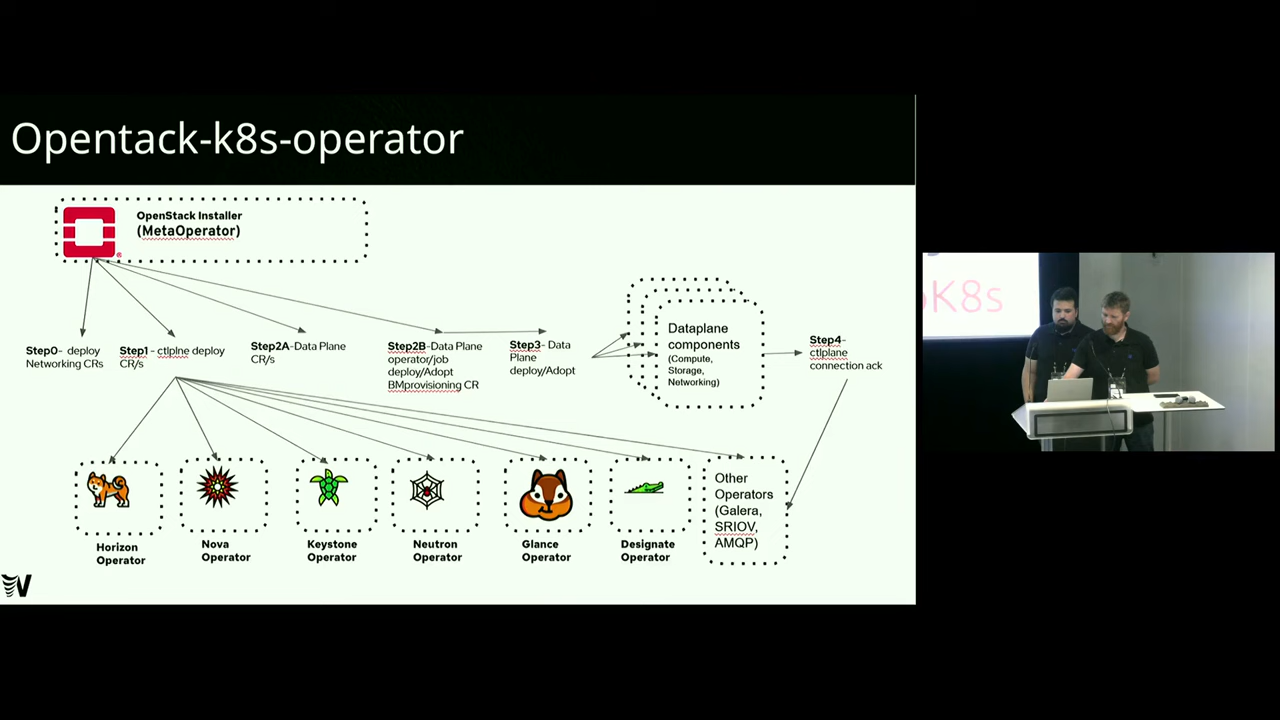 Opentack-k8s-operator
OpenStack Installer
(MetaOperator)
®
Step0- deploy
Networking CRs
Step1 - ctlplne deploy
CR/s
Step2A-Data Plane
CR/s
Step2B-Data Plane
operator/job
deploy/Adopt
BMprovisioning CR
Step3- Data
Plane
deploy/Adopt
Dataplane
components
(Compute,
Storage,
Networking)
Step4-
ctlplane
connection ack
Horizon
Operator
Nova
Operator
Keystone
Operator
Neutron
Operator
Glance
Operator
Designate
Operator
Other
Operators
(Galera,
SRIOV,
AMQP)
K8s